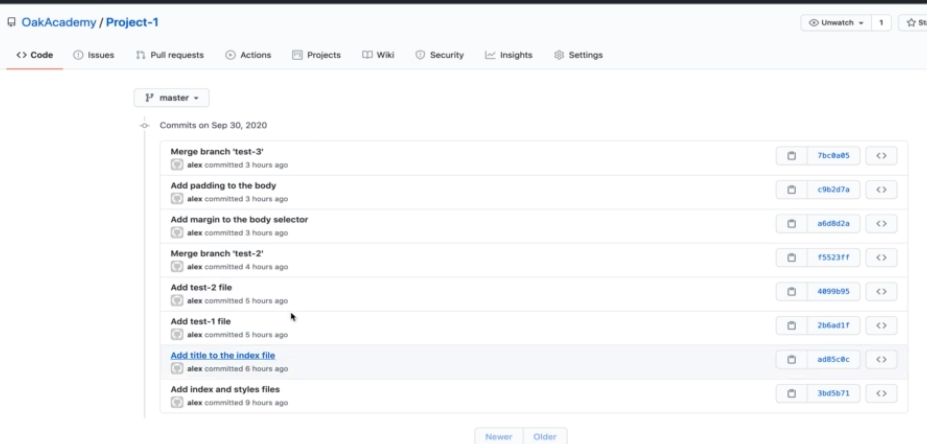 OakAcademy / Project-1
Unwatch 1
Code Issues Pull requests Actions Projects Wiki Security Insights Settings
master
Commits on Sep 30, 2020
Merge branch 'test-3'
alex committed 3 hours ago
7bc0a05
Add padding to the body
alex committed 3 hours ago
c9b2d7a
Add margin to the body selector
alex committed 3 hours ago
a6d8d2a
Merge branch 'test-2'
alex committed 4 hours ago
f5523ff
Add test-2 file
alex committed 5 hours ago
4099b95
Add test-1 file
alex committed 5 hours ago
2b6ad1f
Add title to the index file
alex committed 6 hours ago
ad85c0c
Add index and styles files
alex committed 9 hours ago
3bd5b71
Newer Older